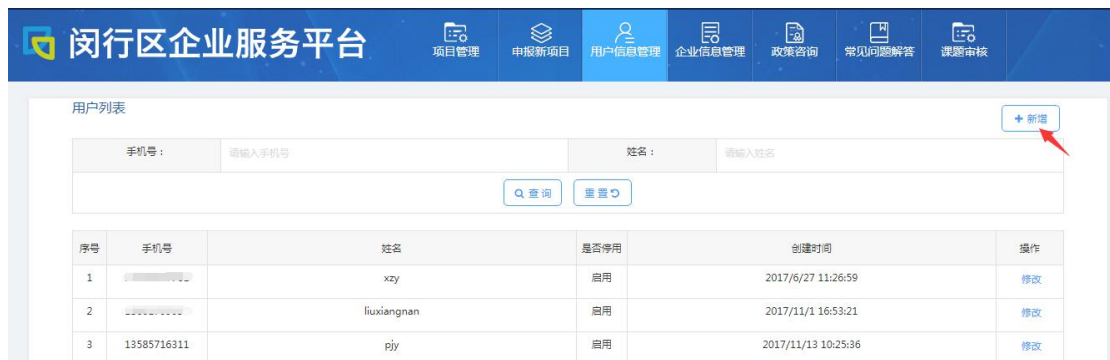 闵行区企业服务平台
项目管理 申报新项目 用户信息管理 企业信息管理 政策咨询 常见问题解答 课题审核
用户列表
+ 新增
手机号： 请输入手机号 姓名： 请输入姓名
查询 重置
序号 手机号 姓名 是否停用 创建时间 操作
1 xzy 启用 2017/6/27 11:26:59 修改
2 liuxiangnan 启用 2017/11/1 16:53:21 修改
3 13585716311 pjy 启用 2017/11/13 10:25:36 修改